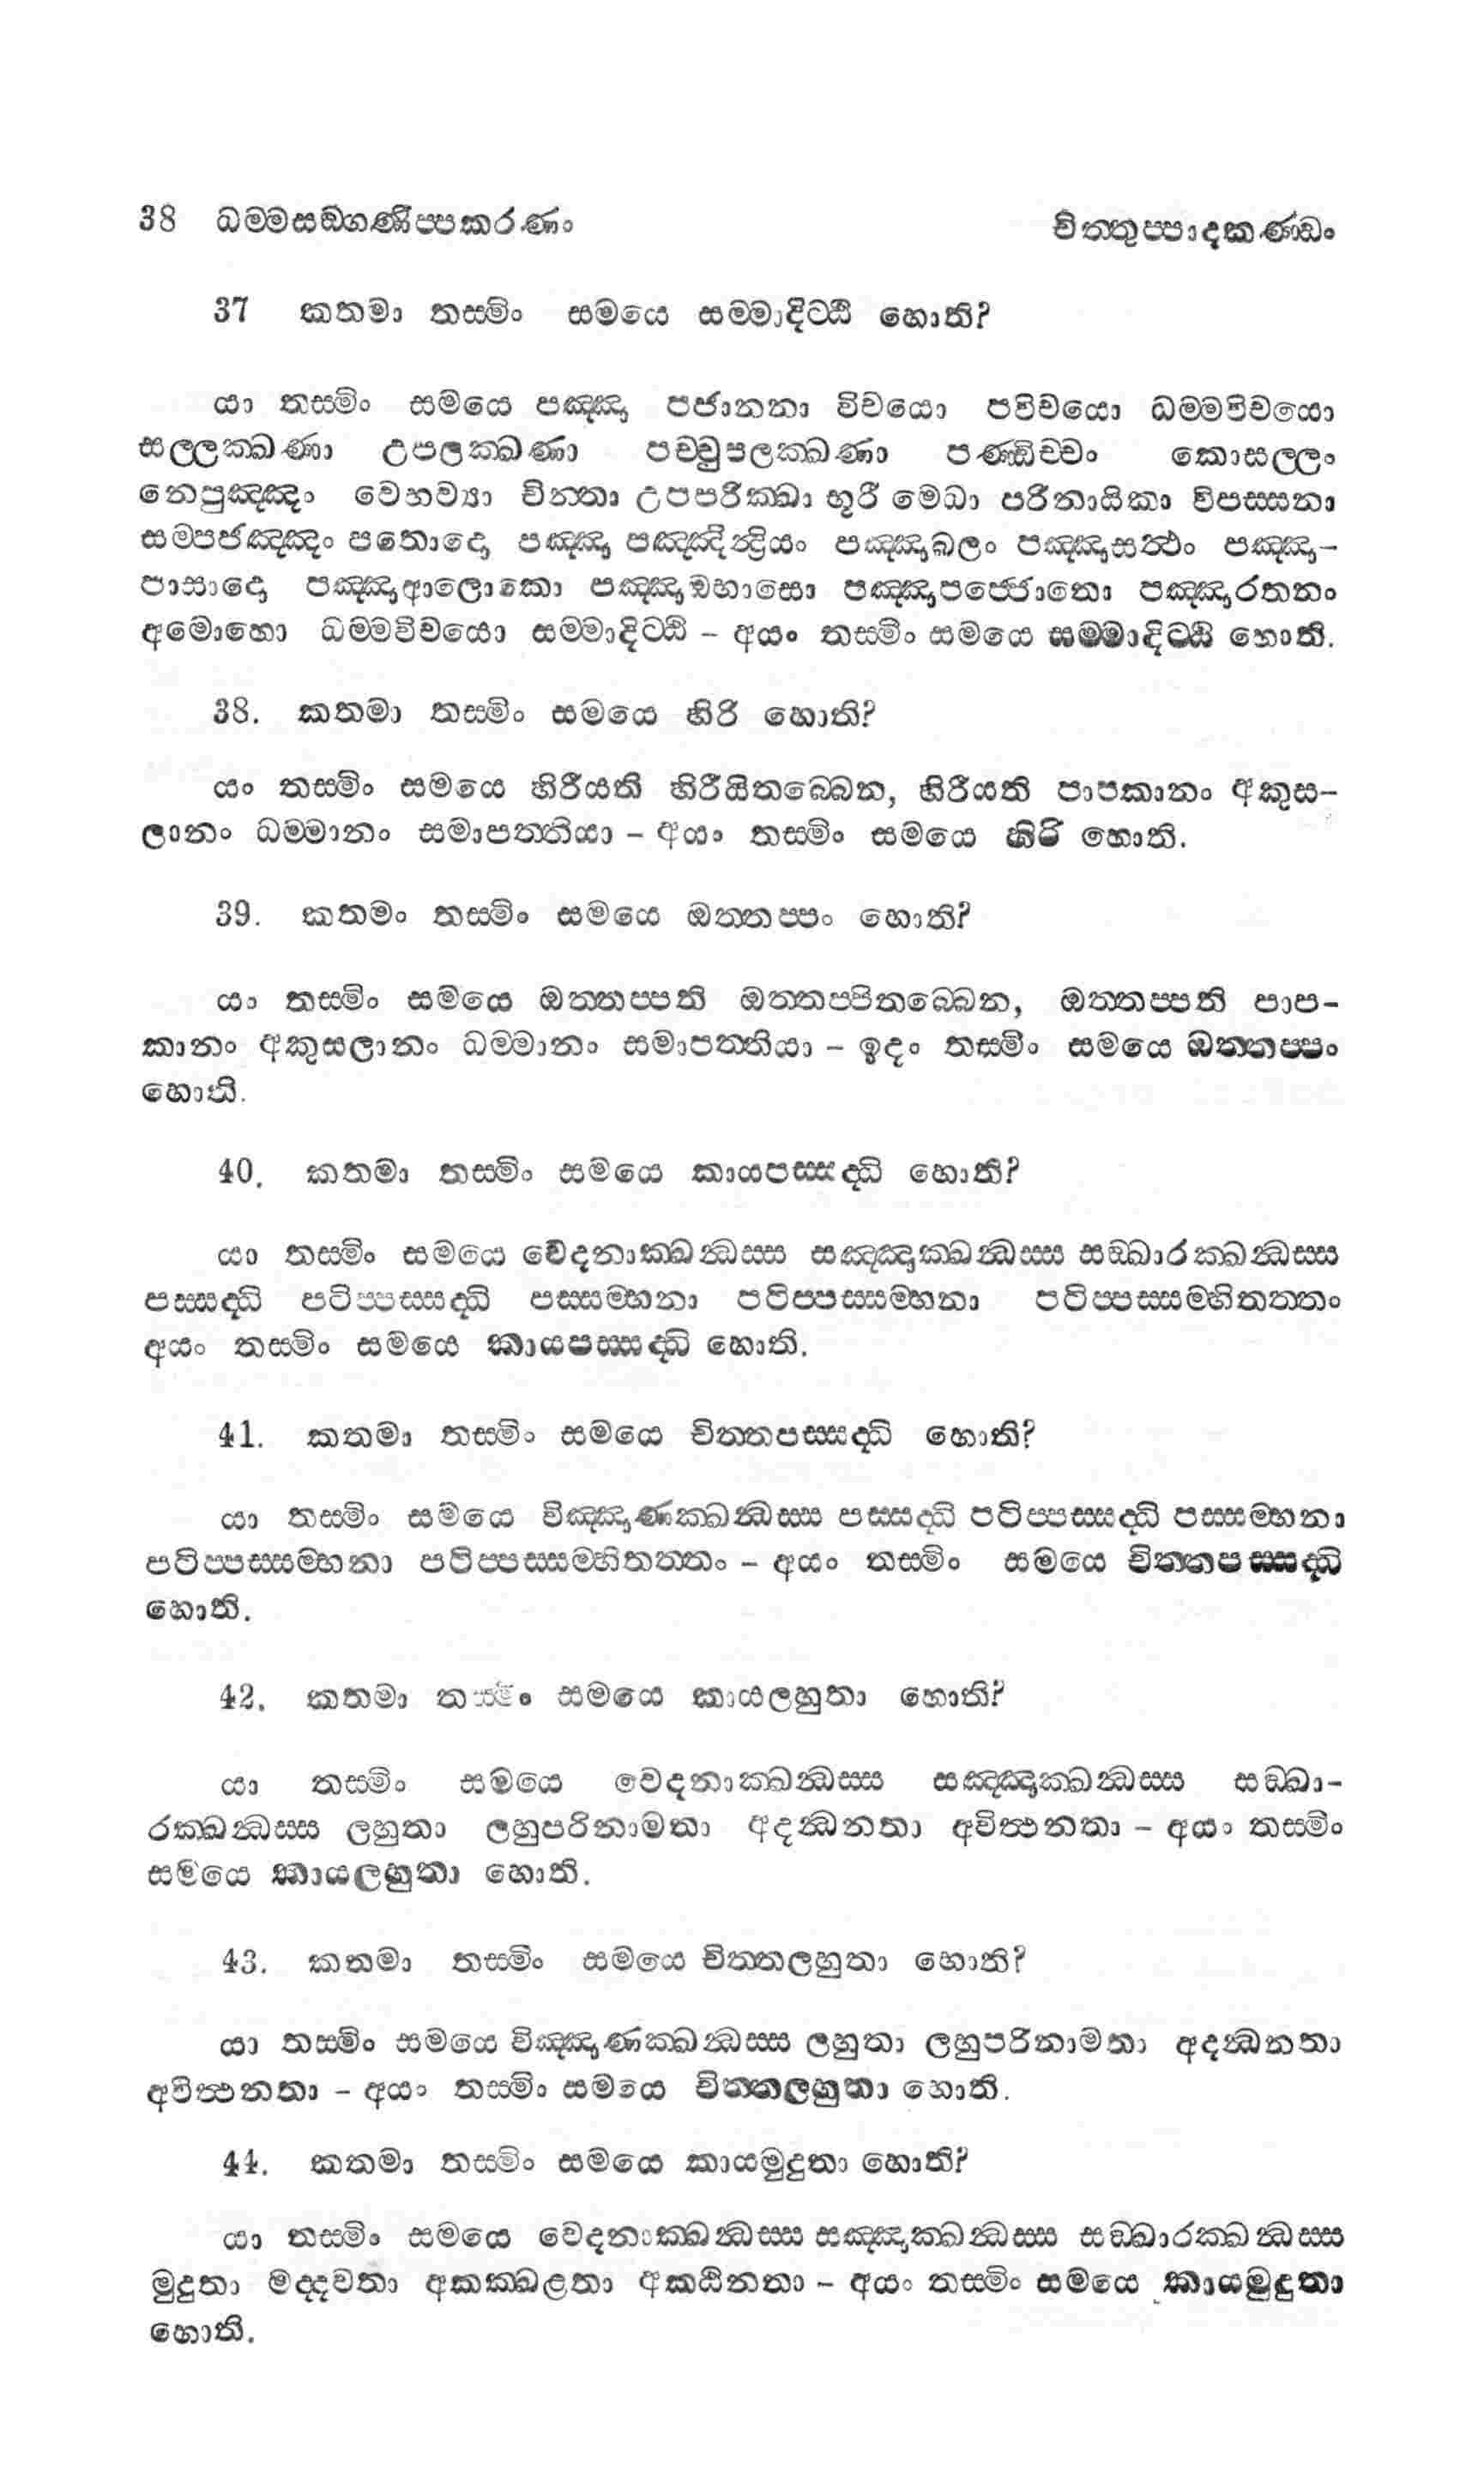 38 ධම්මසඞ්ගණිප්පකරණං චිත්තුප්පාදකණ්ඩං
37 කතමා තස්මිං සමයෙ සම්මාදිට්ඨි හොති?
යා තස්මිං සමයෙ පඤ්ඤා පජානනා විචයො පවිචයො ධම්මවිචයො
සල්ලක්ඛණා උපලක්ඛණා පච්චුපලක්ඛණා පණ්ඩිච්චං කොසල්ලං
නෙපුඤ්ඤං වෙභව්‍යා චින්තා උපපරික්ඛා භූරි මෙධා පරිනායිකා විපස්සනා
සම්පජඤ්ඤං පතොදො, පඤ්ඤා පඤ්ඤින්ද්‍රියං පඤ්ඤාබලං පඤ්ඤාසත්ථං පඤ්ඤා-
පාසාදො පඤ්ඤාආලොකො පඤ්ඤාඔභාසො පඤ්ඤාපජ්ජොතො පඤ්ඤාරතනං
අමොහො ධම්මවිචයො සම්මාදිට්ඨි – අයං තස්මිං සමයෙ සම්මාදිට්ඨි හොති.
38. කතමා තස්මිං සමයෙ හිරි හොති?
යං තස්මිං සමයෙ හිරීයති හිරීයිතබ්බෙන, හිරීයති පාපකානං අකුස-
ලානං ධම්මානං සමාපත්තියා – අයං තස්මිං සමයෙ හිරි හොති.
39. කතමං තස්මිං සමයෙ ඔත්තප්පං හොති?
යං තස්මිං සමයෙ ඔත්තප්පති ඔත්තප්පිතබ්බෙන, ඔත්තප්පති පාප-
කානං අකුසලානං ධම්මානං සමාපත්තියා – ඉදං තස්මිං සමයෙ ඔත්තප්පං
හොති.
40. කතමා තස්මිං සමයෙ කායපස්සද්ධි හොති?
යා තස්මිං සමයෙ වේදනාක්ඛන්ධස්ස සඤ්ඤාක්ඛන්ධස්ස සඞ්ඛාරක්ඛන්ධස්ස
පස්සද්ධි පටිප්පස්සද්ධි පස්සම්භනා පටිප්පස්සම්භනා පටිප්පස්සම්භිතත්තං
අයං තස්මිං සමයෙ කායපස්සද්ධි හොති.
41. කතමා තස්මිං සමයෙ චිත්තපස්සද්ධි හොති?
යා තස්මිං සමයෙ විඤ්ඤාණක්ඛන්ධස්ස පස්සද්ධි පටිප්පස්සද්ධි පස්සම්භනා
පටිප්පස්සම්භනා පටිප්පස්සම්භිතත්තං – අයං තස්මිං සමයෙ චිත්තපස්සද්ධි
හොති.
42. කතමා තස්මිං සමයෙ කායලහුතා හොති?
යා තස්මිං සමයෙ වෙදනාක්ඛන්ධස්ස සඤ්ඤාක්ඛන්ධස්ස සඞ්ඛා-
රක්ඛන්ධස්ස ලහුතා ලහුපරිනාමතා අදන්ධනතා අවිත්ථනතා – අයං තස්මිං
සමයෙ කායලහුතා හොති.
43. කතමා තස්මිං සමයෙ චිත්තලහුතා හොති?
යා තස්මිං සමයෙ විඤ්ඤාණක්ඛන්ධස්ස ලහුතා ලහුපරිනාමතා අදන්ධනතා
අවිත්ථනතා – අයං තස්මිං සමයෙ චිත්තලහුතා හොති.
44. කතමා තස්මිං සමයෙ කායමුදුතා හොති?
යා තස්මිං සමයෙ වෙදනාක්ඛන්ධස්ස සඤ්ඤාක්ඛන්ධස්ස සඞ්ඛාරක්ඛන්ධස්ස
මුදුතා මද්දවතා අකක්ඛළතා අකඨිනතා – අයං තස්මිං සමයෙ කායමුදුතා
හොති.